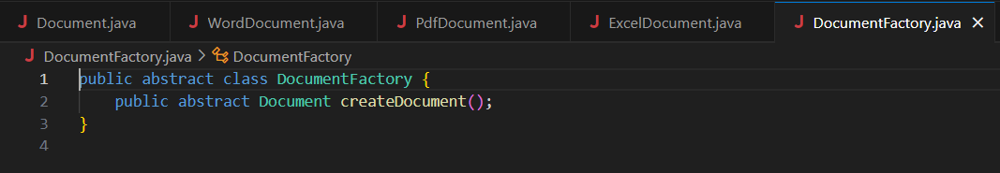 Document.java WordDocument.java PdfDocument.java ExcelDocument.java DocumentFactory.java
DocumentFactory.java > DocumentFactory
1 public abstract class DocumentFactory {
2     public abstract Document createDocument();
3 }
4